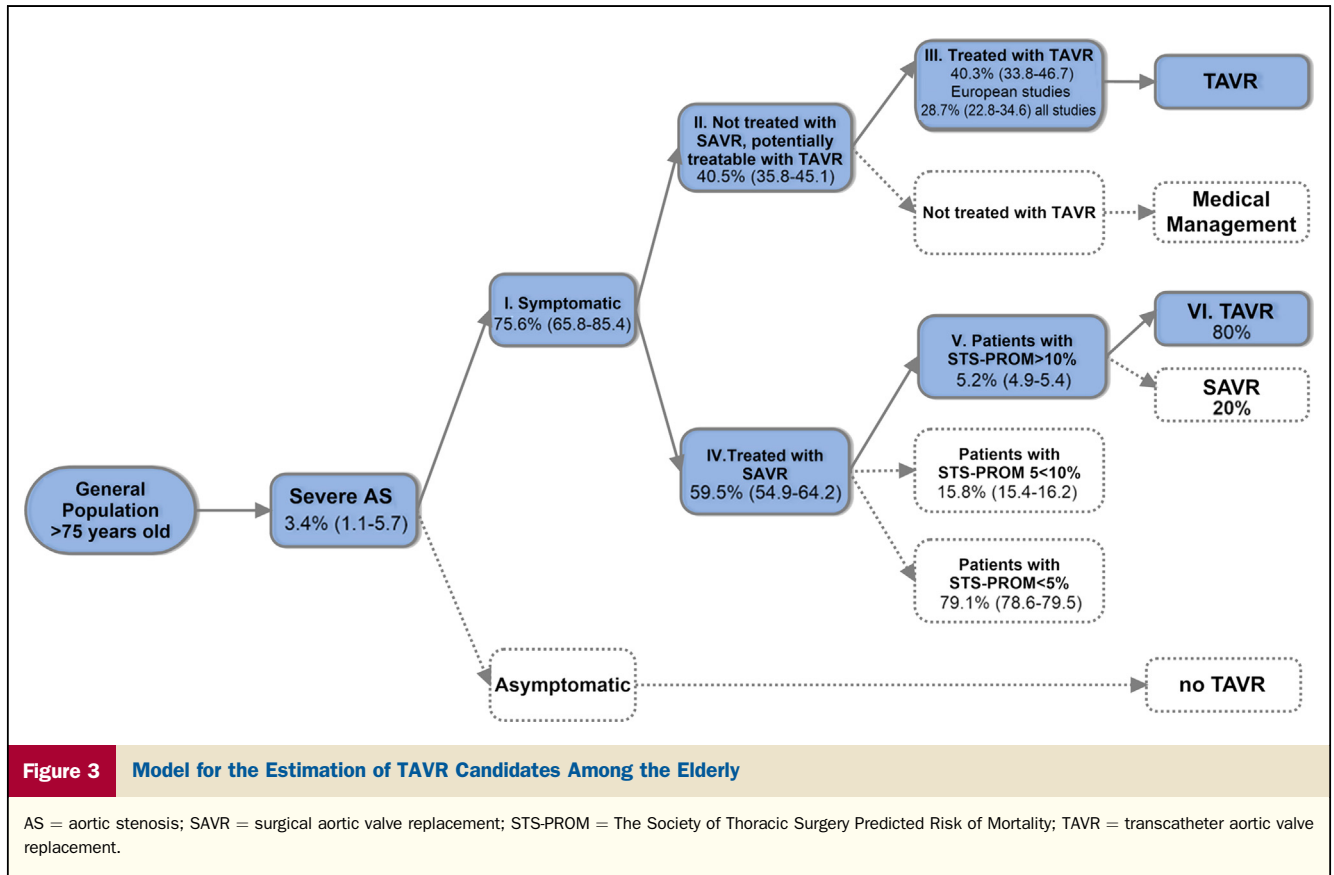 General
Population
>75 years old
Severe AS
3.4% (1.1-5.7)
I. Symptomatic
75.6% (65.8-85.4)
Asymptomatic
II. Not treated with
SAVR, potentially
treatable with TAVR
40.5% (35.8-45.1)
IV.Treated with
SAVR
59.5% (54.9-64.2)
III. Treated with TAVR
40.3% (33.8-46.7)
European studies
28.7% (22.8-34.6) all studies
Not treated with TAVR
V. Patients with
STS-PROM>10%
5.2% (4.9-5.4)
Patients with
STS-PROM 5<10%
15.8% (15.4-16.2)
Patients with
STS-PROM<5%
79.1% (78.6-79.5)
TAVR
Medical
Management
VI. TAVR
80%
SAVR
20%
no TAVR
Figure 3 Model for the Estimation of TAVR Candidates Among the Elderly
AS = aortic stenosis; SAVR = surgical aortic valve replacement; STS-PROM = The Society of Thoracic Surgery Predicted Risk of Mortality; TAVR = transcatheter aortic valve
replacement.